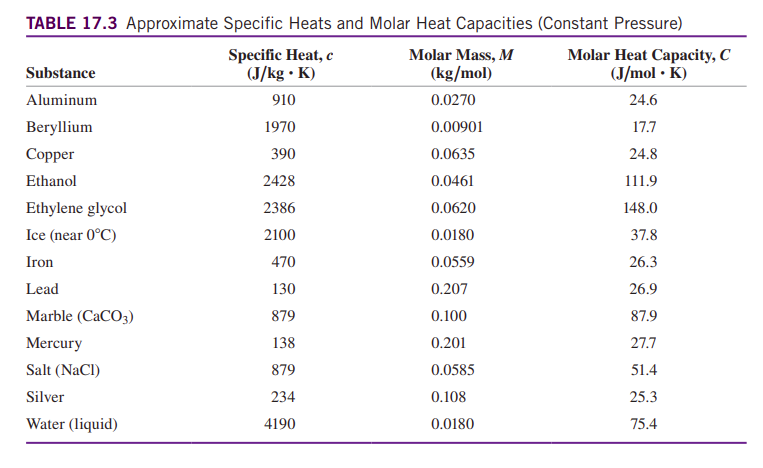 TABLE 17.3 Approximate Specific Heats and Molar Heat Capacities (Constant Pressure)
Specific Heat, c Molar Mass, M Molar Heat Capacity, C
Substance (J/kg · K) (kg/mol) (J/mol · K)
Aluminum 910 0.0270 24.6
Beryllium 1970 0.00901 17.7
Copper 390 0.0635 24.8
Ethanol 2428 0.0461 111.9
Ethylene glycol 2386 0.0620 148.0
Ice (near 0°C) 2100 0.0180 37.8
Iron 470 0.0559 26.3
Lead 130 0.207 26.9
Marble (CaCO₃) 879 0.100 87.9
Mercury 138 0.201 27.7
Salt (NaCl) 879 0.0585 51.4
Silver 234 0.108 25.3
Water (liquid) 4190 0.0180 75.4